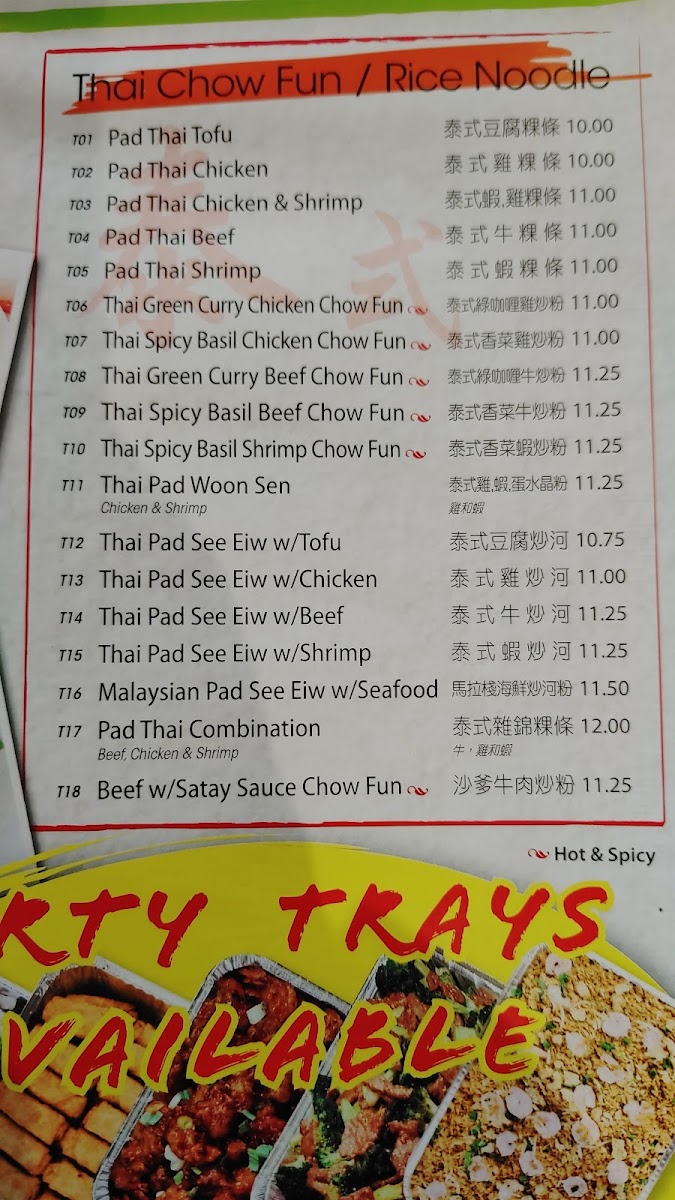 Thai Chow Fun / Rice Noodle
T01 Pad Thai Tofu 泰式豆腐粿條 10.00
T02 Pad Thai Chicken 泰式雞粿條 10.00
T03 Pad Thai Chicken & Shrimp 泰式蝦,雞粿條 11.00
T04 Pad Thai Beef 泰式牛粿條 11.00
T05 Pad Thai Shrimp 泰式蝦粿條 11.00
T06 Thai Green Curry Chicken Chow Fun 泰式綠咖喱雞炒粉 11.00
T07 Thai Spicy Basil Chicken Chow Fun 泰式香菜雞炒粉 11.00
T08 Thai Green Curry Beef Chow Fun 泰式綠咖喱牛炒粉 11.25
T09 Thai Spicy Basil Beef Chow Fun 泰式香菜牛炒粉 11.25
T10 Thai Spicy Basil Shrimp Chow Fun 泰式香菜蝦炒粉 11.25
T11 Thai Pad Woon Sen 泰式雞,蝦,蛋水晶粉 11.25
Chicken & Shrimp 雞和蝦
T12 Thai Pad See Eiw w/Tofu 泰式豆腐炒河 10.75
T13 Thai Pad See Eiw w/Chicken 泰式雞炒河 11.00
T14 Thai Pad See Eiw w/Beef 泰式牛炒河 11.25
T15 Thai Pad See Eiw w/Shrimp 泰式蝦炒河 11.25
T16 Malaysian Pad See Eiw w/Seafood 馬拉棧海鮮炒河粉 11.50
T17 Pad Thai Combination 泰式雜錦粿條 12.00
Beef, Chicken & Shrimp 牛，雞和蝦
T18 Beef w/Satay Sauce Chow Fun 沙爹牛肉炒粉 11.25
泰式
Hot & Spicy
RTY TRAYS
VAILABLE